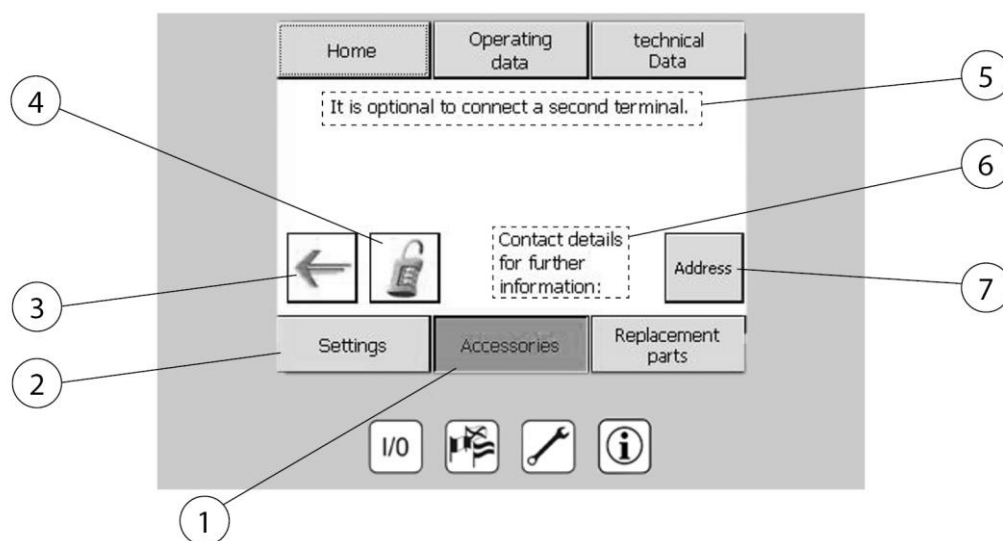 Home
Operating
data
technical
Data
It is optional to connect a second terminal.
5
4
6
Contact details
for further
information:
Address
3
7
Settings
Accessories
Replacement
parts
2
I/0
i
1